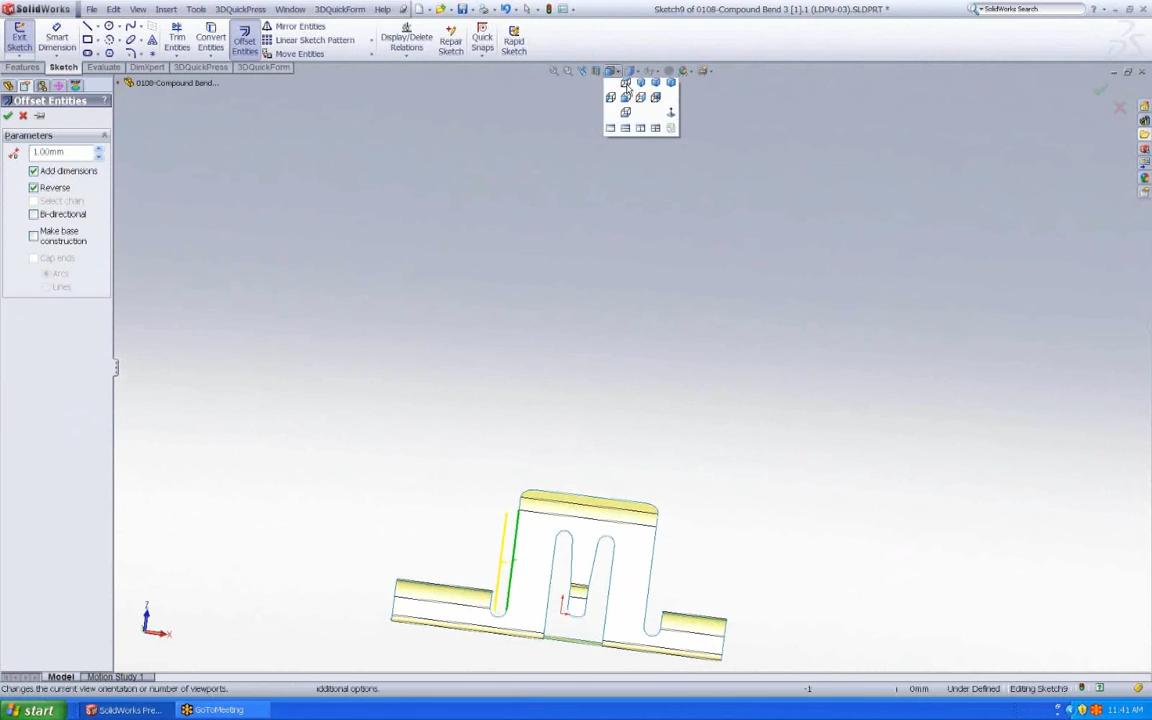 SolidWorks File Edit View Insert Tools 3DQuickPress Window 3DQuickForm Help
Sketch9 of 0108-Compound Bend 3 [1].1 (LDPU-03).SLDPRT *
SolidWorks Search
Exit Sketch
Smart Dimension
Trim Entities
Convert Entities
Offset Entities
Mirror Entities
Linear Sketch Pattern
Move Entities
Display/Delete Relations
Repair Sketch
Quick Snaps
Rapid Sketch
Features Sketch Evaluate DimXpert 3DQuickPress 3DQuickForm
0108-Compound Bend...
Offset Entities
Parameters
1.00mm
Add dimensions
Reverse
Select chain
Bi-directional
Make base construction
Cap ends
Arcs
Lines
Z
X
Model Motion Study 1
Changes the current view orientation or number of viewports. additional options. -1 0mm Under Defined Editing Sketch9
start SolidWorks Pre... GoToMeeting 11:41 AM